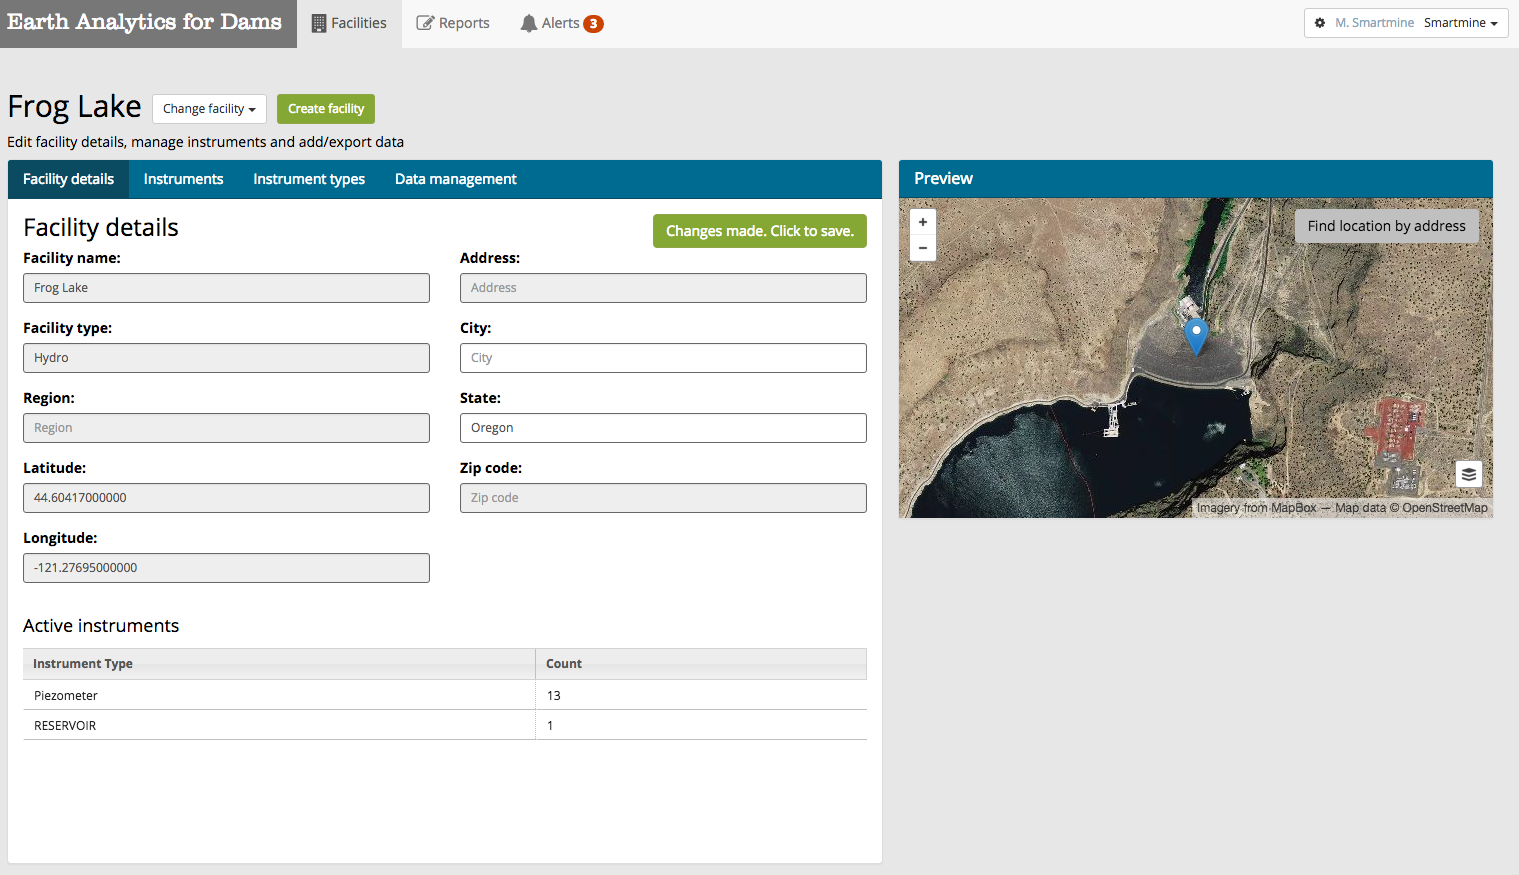 Earth Analytics for Dams
Facilities
Reports
Alerts 3
M. Smartmine Smartmine
Frog Lake
Change facility
Create facility
Edit facility details, manage instruments and add/export data
Facility details
Instruments
Instrument types
Data management
Facility details
Changes made. Click to save.
Facility name:
Frog Lake
Address:
Address
Facility type:
Hydro
City:
City
Region:
Region
State:
Oregon
Latitude:
44.60417000000
Zip code:
Zip code
Longitude:
-121.27695000000
Active instruments
Instrument Type Count
Piezometer 13
RESERVOIR 1
Preview
+
−
Find location by address
Imagery from MapBox — Map data © OpenStreetMap